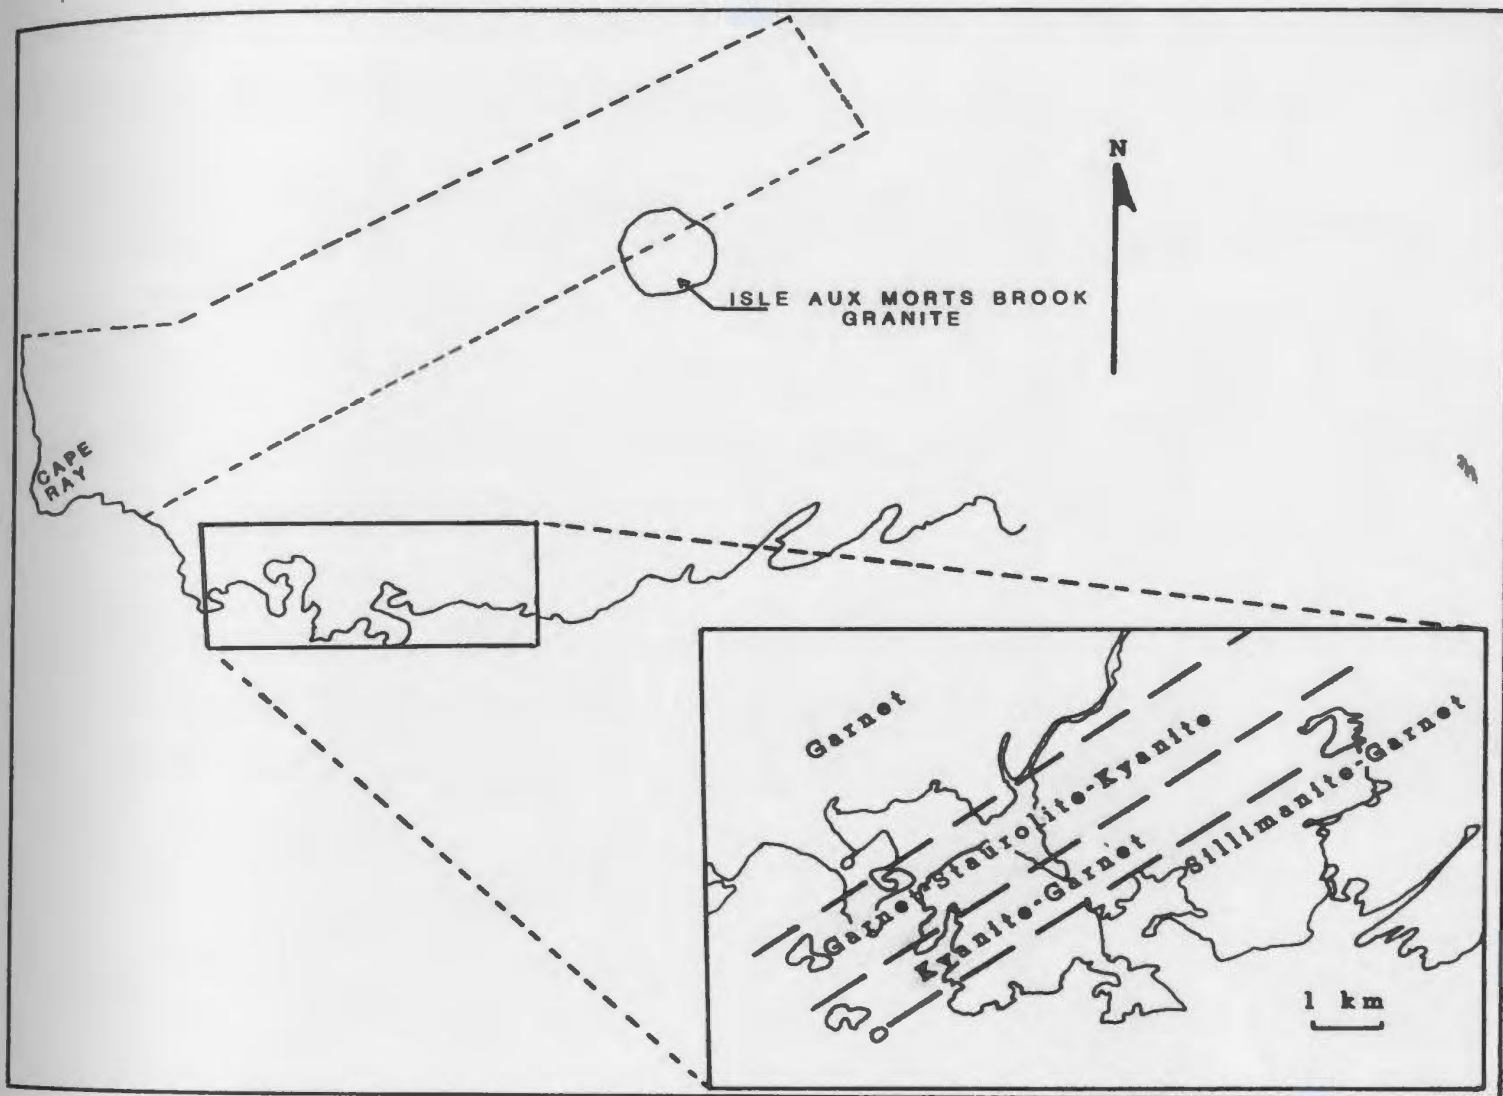 N
ISLE AUX MORTS BROOK
GRANITE
CAPE
RAY
Garnet
Garnet-Staurolite-Kyanite
Kyanite-Garnet
Sillimanite-Garnet
1 km